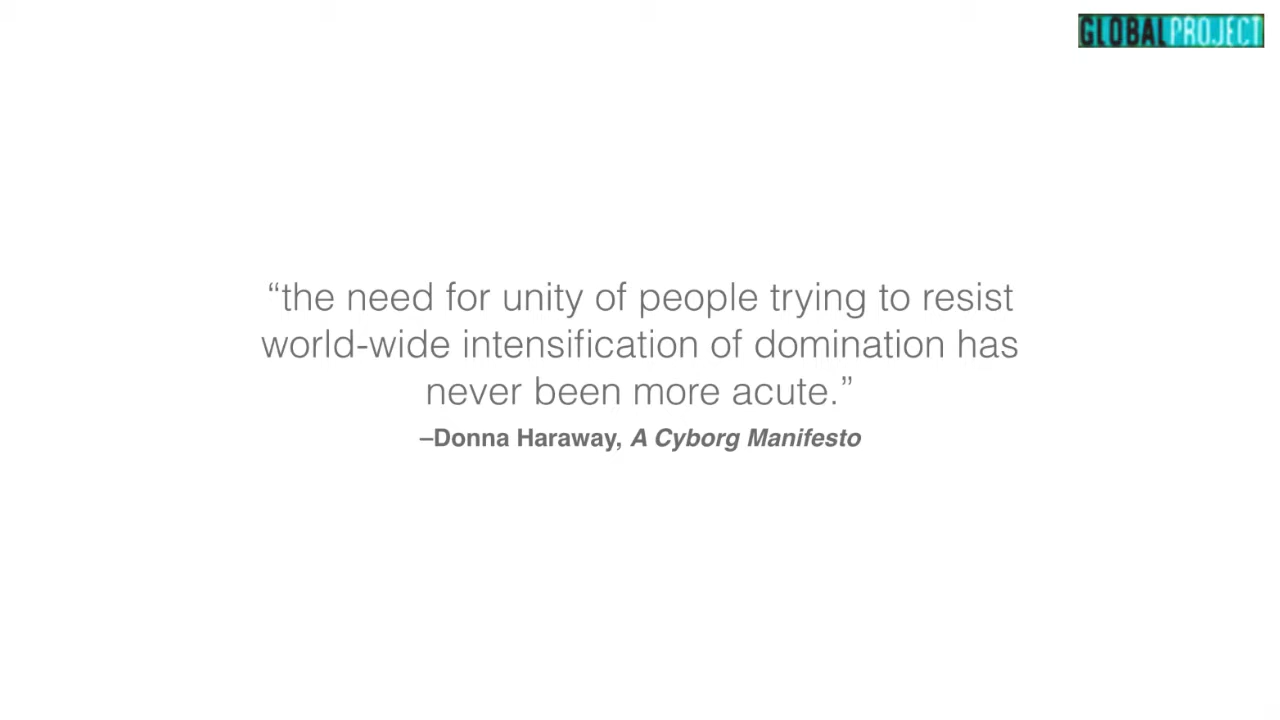 GLOBAL PROJECT
“the need for unity of people trying to resist
world-wide intensification of domination has
never been more acute.”
–Donna Haraway, A Cyborg Manifesto